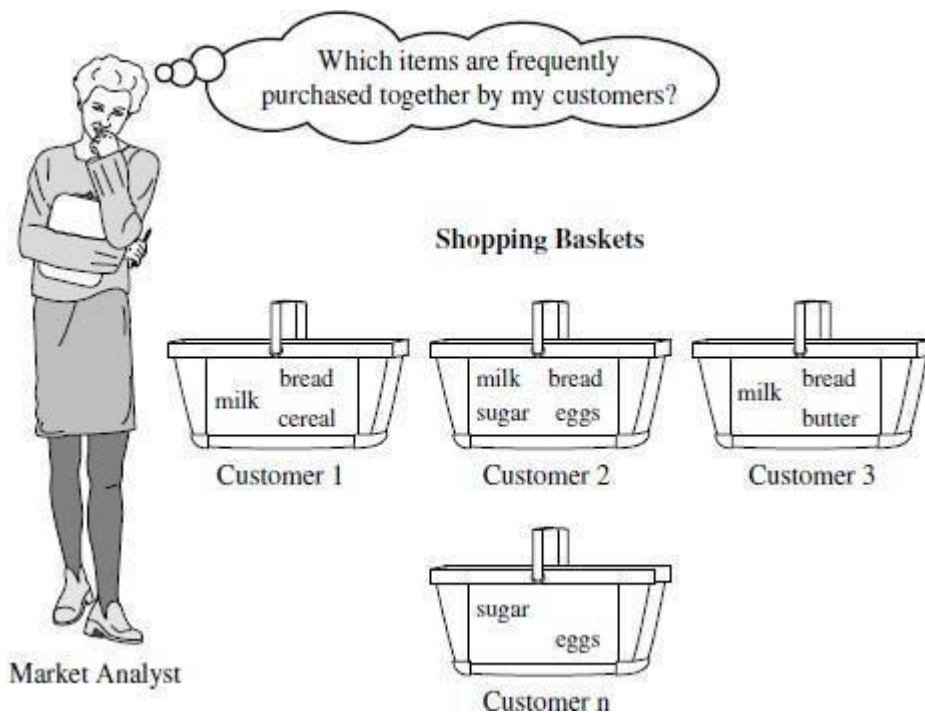 Which items are frequently
purchased together by my customers?
Shopping Baskets
milk
bread
cereal
Customer 1
milk bread
sugar eggs
Customer 2
milk
bread
butter
Customer 3
sugar
eggs
Customer n
Market Analyst